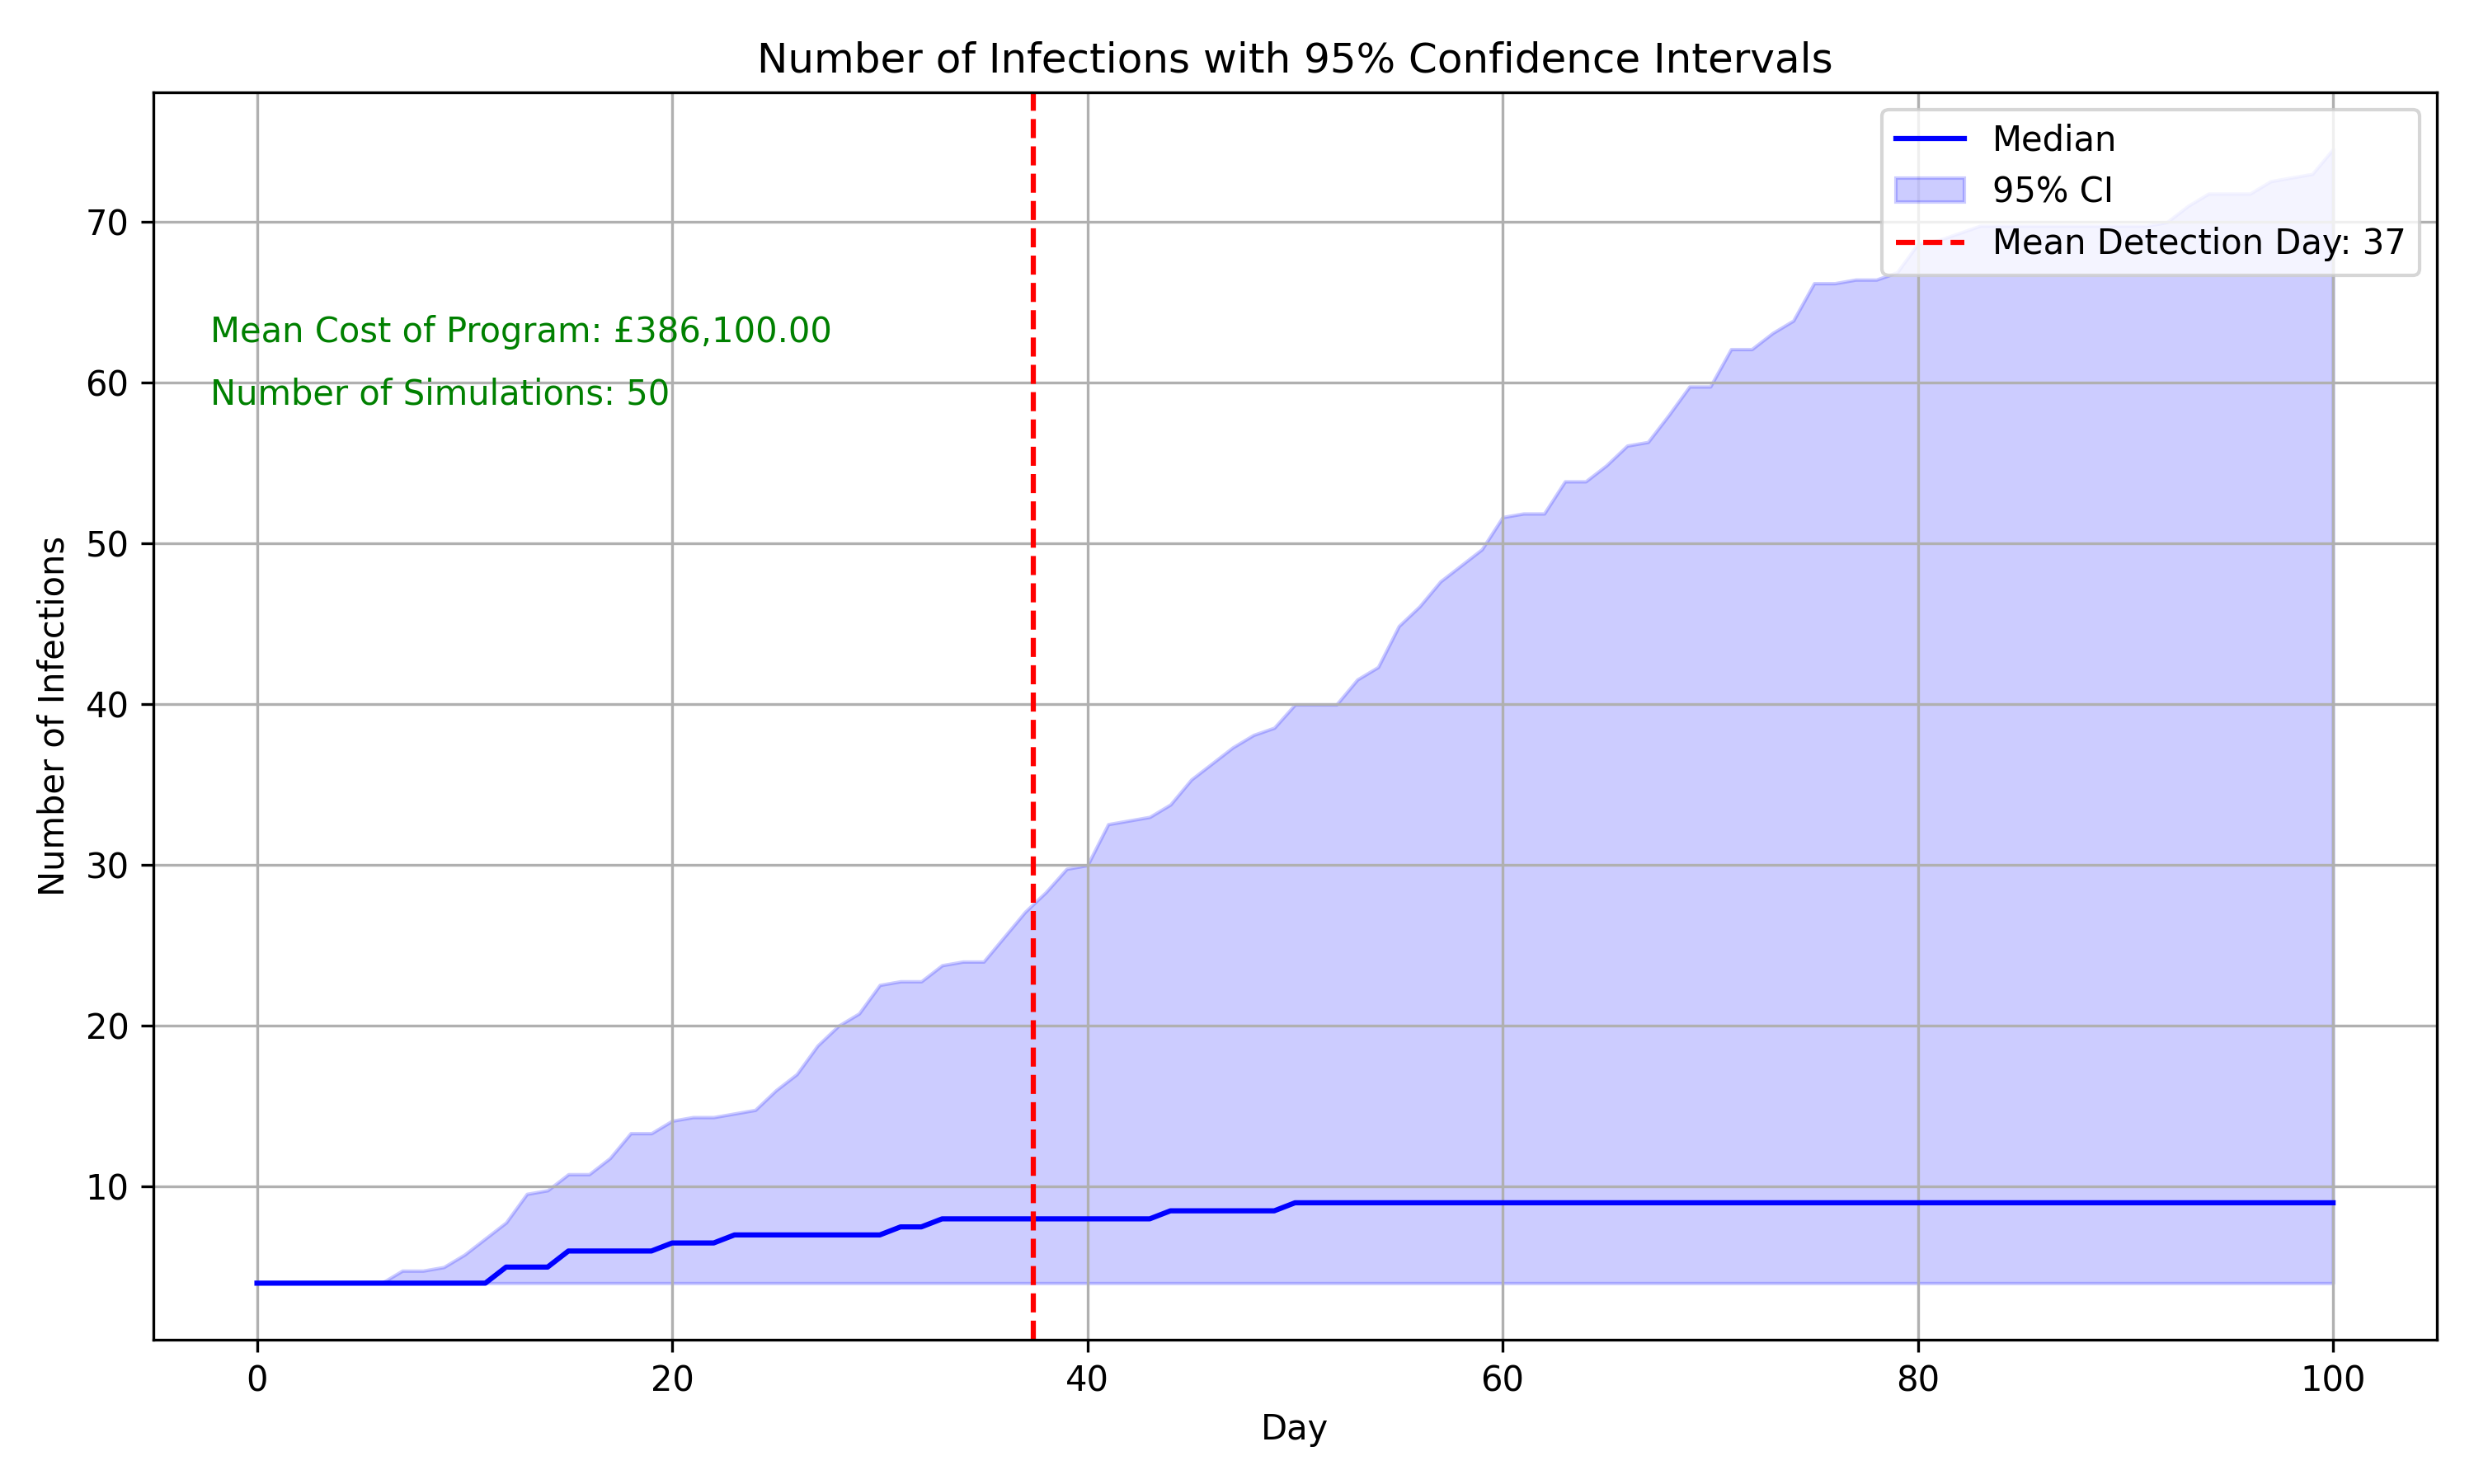 Number of Infections with 95% Confidence Intervals
Median
95% CI
Mean Detection Day: 37
Mean Cost of Program: £386,100.00
Number of Simulations: 50
Number of Infections
70
60
50
40
30
20
10
0
20
40
60
80
100
Day